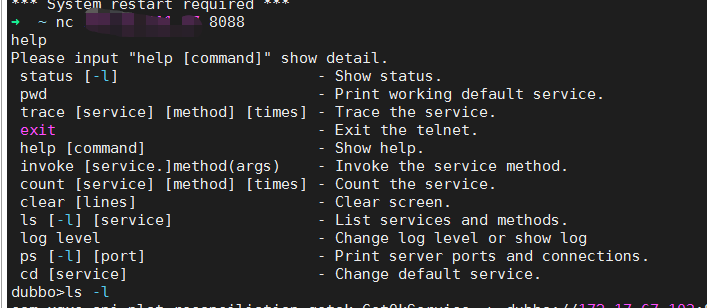 *** System restart required ***
➜ ~ nc 8088
help
Please input "help [command]" show detail.
status [-l] - Show status.
pwd - Print working default service.
trace [service] [method] [times] - Trace the service.
exit - Exit the telnet.
help [command] - Show help.
invoke [service.]method(args) - Invoke the service method.
count [service] [method] [times] - Count the service.
clear [lines] - Clear screen.
ls [-l] [service] - List services and methods.
log level - Change log level or show log
ps [-l] [port] - Print server ports and connections.
cd [service] - Change default service.
dubbo>ls -l